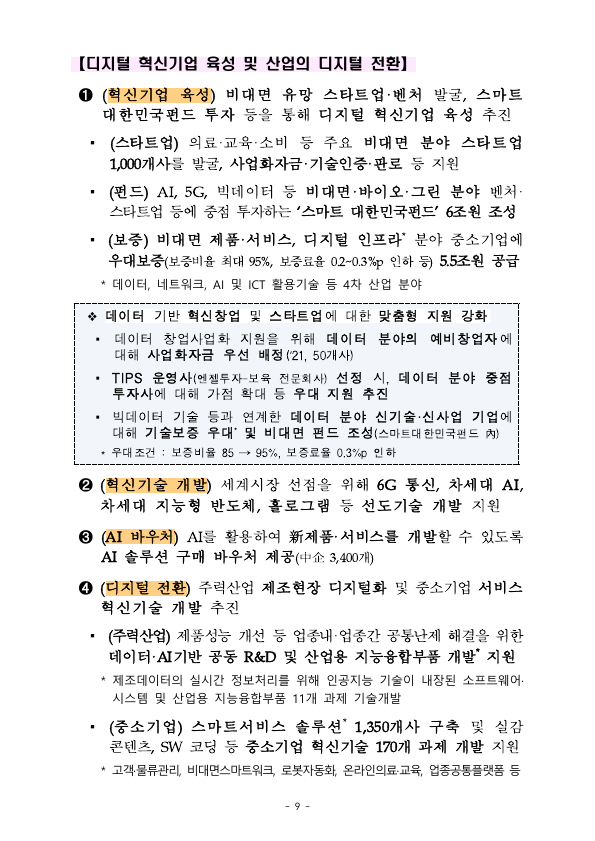 【디지털 혁신기업 육성 및 산업의 디지털 전환】
❶ (혁신기업 육성) 비대면 유망 스타트업·벤처 발굴, 스마트
대한민국펀드 투자 등을 통해 디지털 혁신기업 육성 추진
▪ (스타트업) 의료·교육·소비 등 주요 비대면 분야 스타트업
1,000개사를 발굴, 사업화자금·기술인증·판로 등 지원
▪ (펀드) AI, 5G, 빅데이터 등 비대면·바이오·그린 분야 벤처·
스타트업 등에 중점 투자하는 ‘스마트 대한민국펀드’ 6조원 조성
▪ (보증) 비대면 제품·서비스, 디지털 인프라* 분야 중소기업에
우대보증(보증비율 최대 95%, 보증료율 0.2~0.3%p 인하 등) 5.5조원 공급
* 데이터, 네트워크, AI 및 ICT 활용기술 등 4차 산업 분야
❖ 데이터 기반 혁신창업 및 스타트업에 대한 맞춤형 지원 강화
▪ 데이터 창업사업화 지원을 위해 데이터 분야의 예비창업자에
대해 사업화자금 우선 배정(‘21, 50개사)
▪ TIPS 운영사(엔젤투자-보육 전문회사) 선정 시, 데이터 분야 중점
투자사에 대해 가점 확대 등 우대 지원 추진
▪ 빅데이터 기술 등과 연계한 데이터 분야 신기술·신사업 기업에
대해 기술보증 우대* 및 비대면 펀드 조성(스마트대한민국펀드 內)
* 우대조건 : 보증비율 85 → 95%, 보증료율 0.3%p 인하
❷ (혁신기술 개발) 세계시장 선점을 위해 6G 통신, 차세대 AI,
차세대 지능형 반도체, 홀로그램 등 선도기술 개발 지원
❸ (AI 바우처) AI를 활용하여 新제품·서비스를 개발할 수 있도록
AI 솔루션 구매 바우처 제공(中企 3,400개)
❹ (디지털 전환) 주력산업 제조현장 디지털화 및 중소기업 서비스
혁신기술 개발 추진
▪ (주력산업) 제품성능 개선 등 업종내·업종간 공통난제 해결을 위한
데이터·AI기반 공동 R&D 및 산업용 지능융합부품 개발* 지원
* 제조데이터의 실시간 정보처리를 위해 인공지능 기술이 내장된 소프트웨어·
시스템 및 산업용 지능융합부품 11개 과제 기술개발
▪ (중소기업) 스마트서비스 솔루션* 1,350개사 구축 및 실감
콘텐츠, SW 코딩 등 중소기업 혁신기술 170개 과제 개발 지원
* 고객·물류관리, 비대면스마트워크, 로봇자동화, 온라인의료·교육, 업종공통플랫폼 등
- 9 -